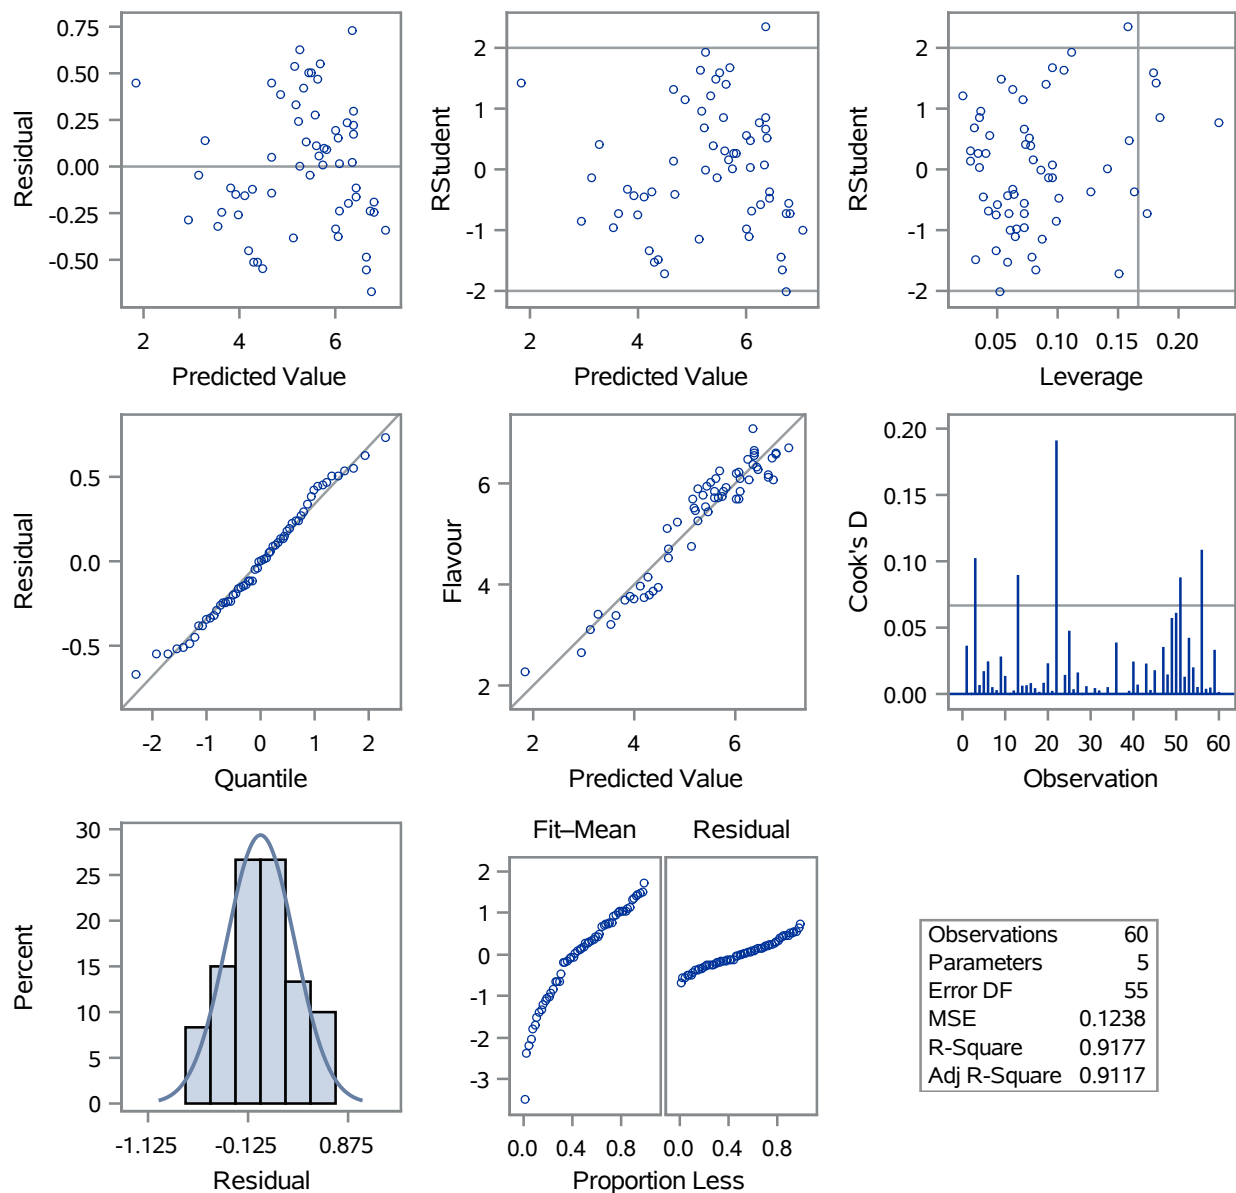 0.75
0.50
0.25
0.00
-0.25
-0.50
Residual
2 4 6
Predicted Value
2
1
0
-1
-2
RStudent
2 4 6
Predicted Value
2
1
0
-1
-2
RStudent
0.05 0.10 0.15 0.20
Leverage
0.5
0.0
-0.5
Residual
-2 -1 0 1 2
Quantile
6
4
2
Flavour
2 4 6
Predicted Value
0.20
0.15
0.10
0.05
0.00
Cook's D
0 10 20 30 40 50 60
Observation
30
25
20
15
10
5
0
Percent
-1.125 -0.125 0.875
Residual
Fit–Mean Residual
2
1
0
-1
-2
-3
0.0 0.4 0.8 0.0 0.4 0.8
Proportion Less
Observations 60
Parameters 5
Error DF 55
MSE 0.1238
R-Square 0.9177
Adj R-Square 0.9117